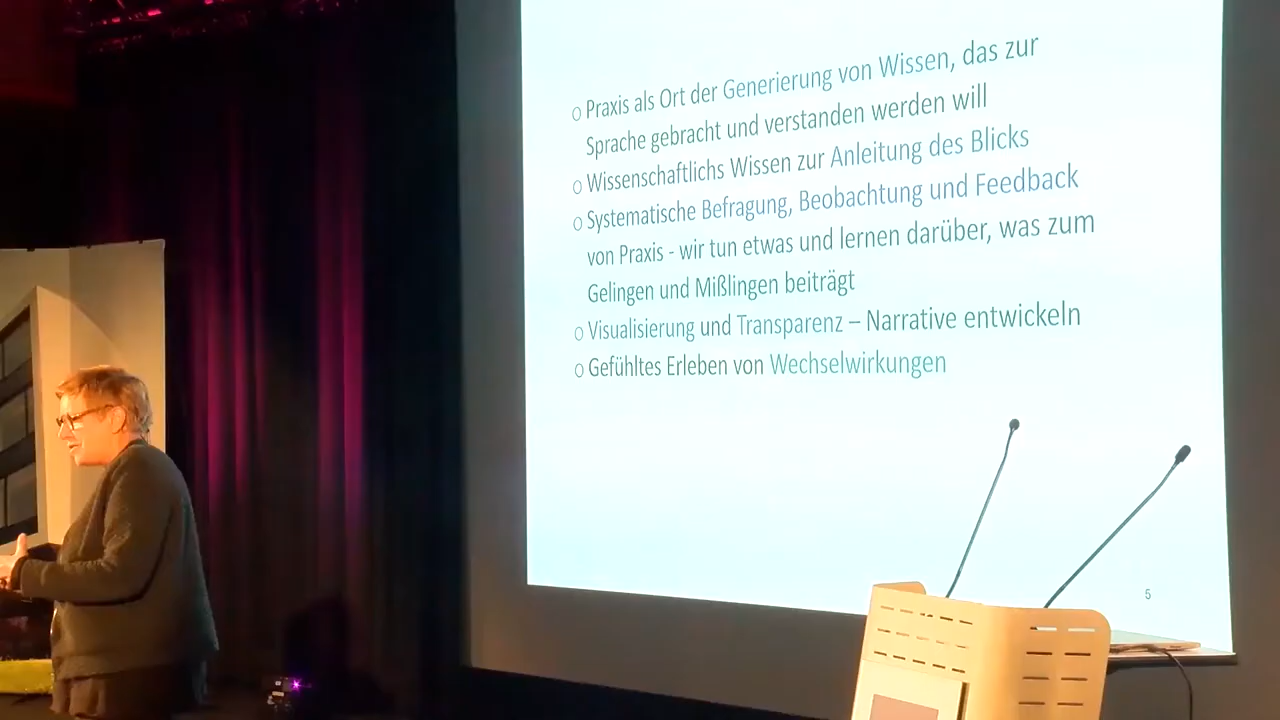 o Praxis als Ort der Generierung von Wissen, das zur
Sprache gebracht und verstanden werden will
o Wissenschaftlichs Wissen zur Anleitung des Blicks
o Systematische Befragung, Beobachtung und Feedback
von Praxis - wir tun etwas und lernen darüber, was zum
Gelingen und Mißlingen beiträgt
o Visualisierung und Transparenz – Narrative entwickeln
o Gefühltes Erleben von Wechselwirkungen
5